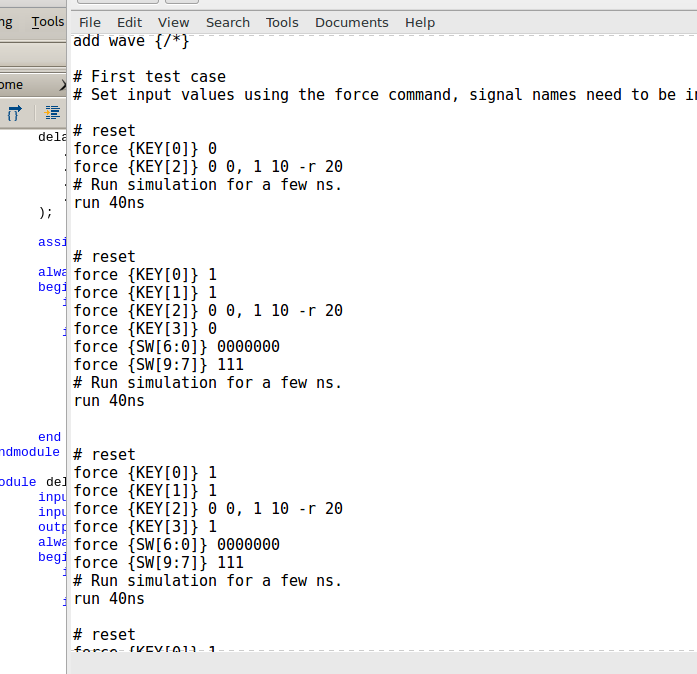 ng Tools
ome
File Edit View Search Tools Documents Help
add wave {/*}
# First test case
# Set input values using the force command, signal names need to be in
# reset
force {KEY[0]} 0
force {KEY[2]} 0 0, 1 10 -r 20
# Run simulation for a few ns.
run 40ns
# reset
force {KEY[0]} 1
force {KEY[1]} 1
force {KEY[2]} 0 0, 1 10 -r 20
force {KEY[3]} 0
force {SW[6:0]} 0000000
force {SW[9:7]} 111
# Run simulation for a few ns.
run 40ns
# reset
force {KEY[0]} 1
force {KEY[1]} 1
force {KEY[2]} 0 0, 1 10 -r 20
force {KEY[3]} 1
force {SW[6:0]} 0000000
force {SW[9:7]} 111
# Run simulation for a few ns.
run 40ns
# reset
force {KEY[0]} 1
dela
);
assi
alwa
begi
end
ndmodule
odule del
inpu
inpu
outp
alwa
begi